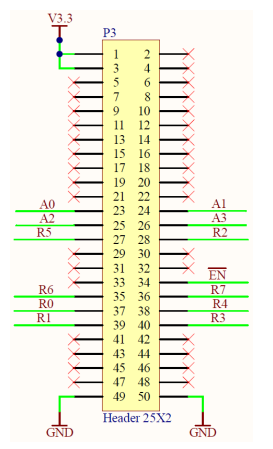 V3.3
P3
1 2
3 4
5 6
7 8
9 10
11 12
13 14
15 16
17 18
19 20
21 22
A0 23 24 A1
A2 25 26 A3
R5 27 28 R2
29 30
31 32
33 34 EN
R6 35 36 R7
R0 37 38 R4
R1 39 40 R3
41 42
43 44
45 46
47 48
49 50
Header 25X2
GND GND